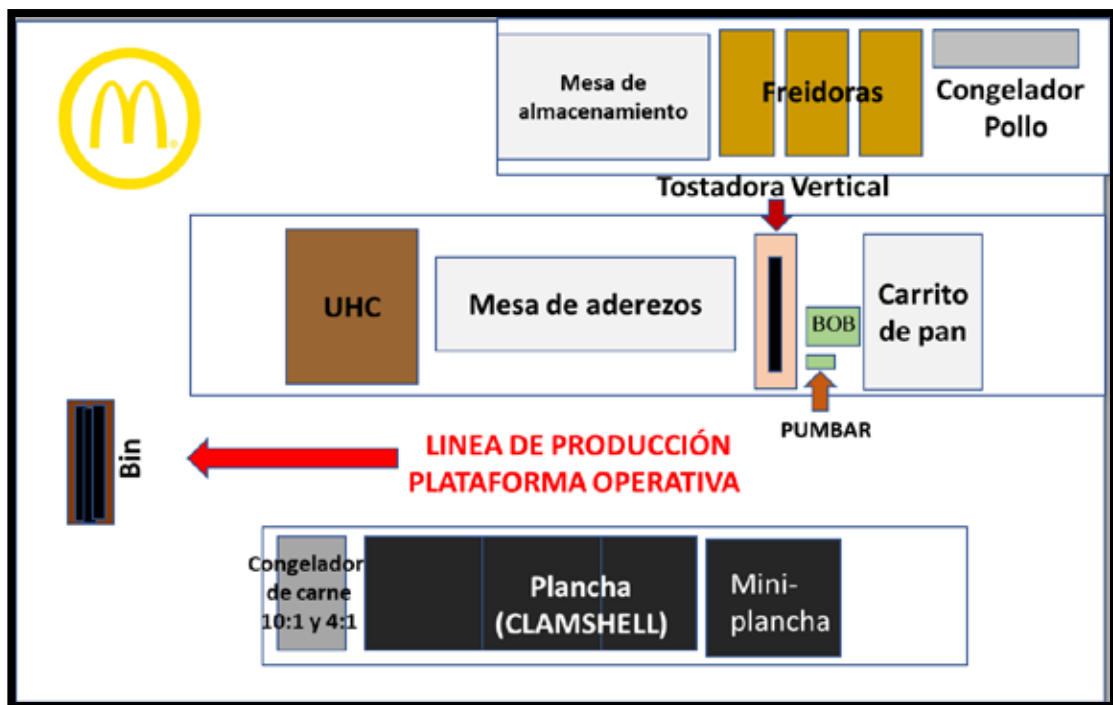 Mesa de
almacenamiento
Freidoras
Congelador
Pollo
Tostadora Vertical
UHC
Mesa de aderezos
BOB
Carrito
de pan
PUMBAR
Bin
LINEA DE PRODUCCIÓN
PLATAFORMA OPERATIVA
Congelador
de carne
10:1 y 4:1
Plancha
(CLAMSHELL)
Mini-
plancha